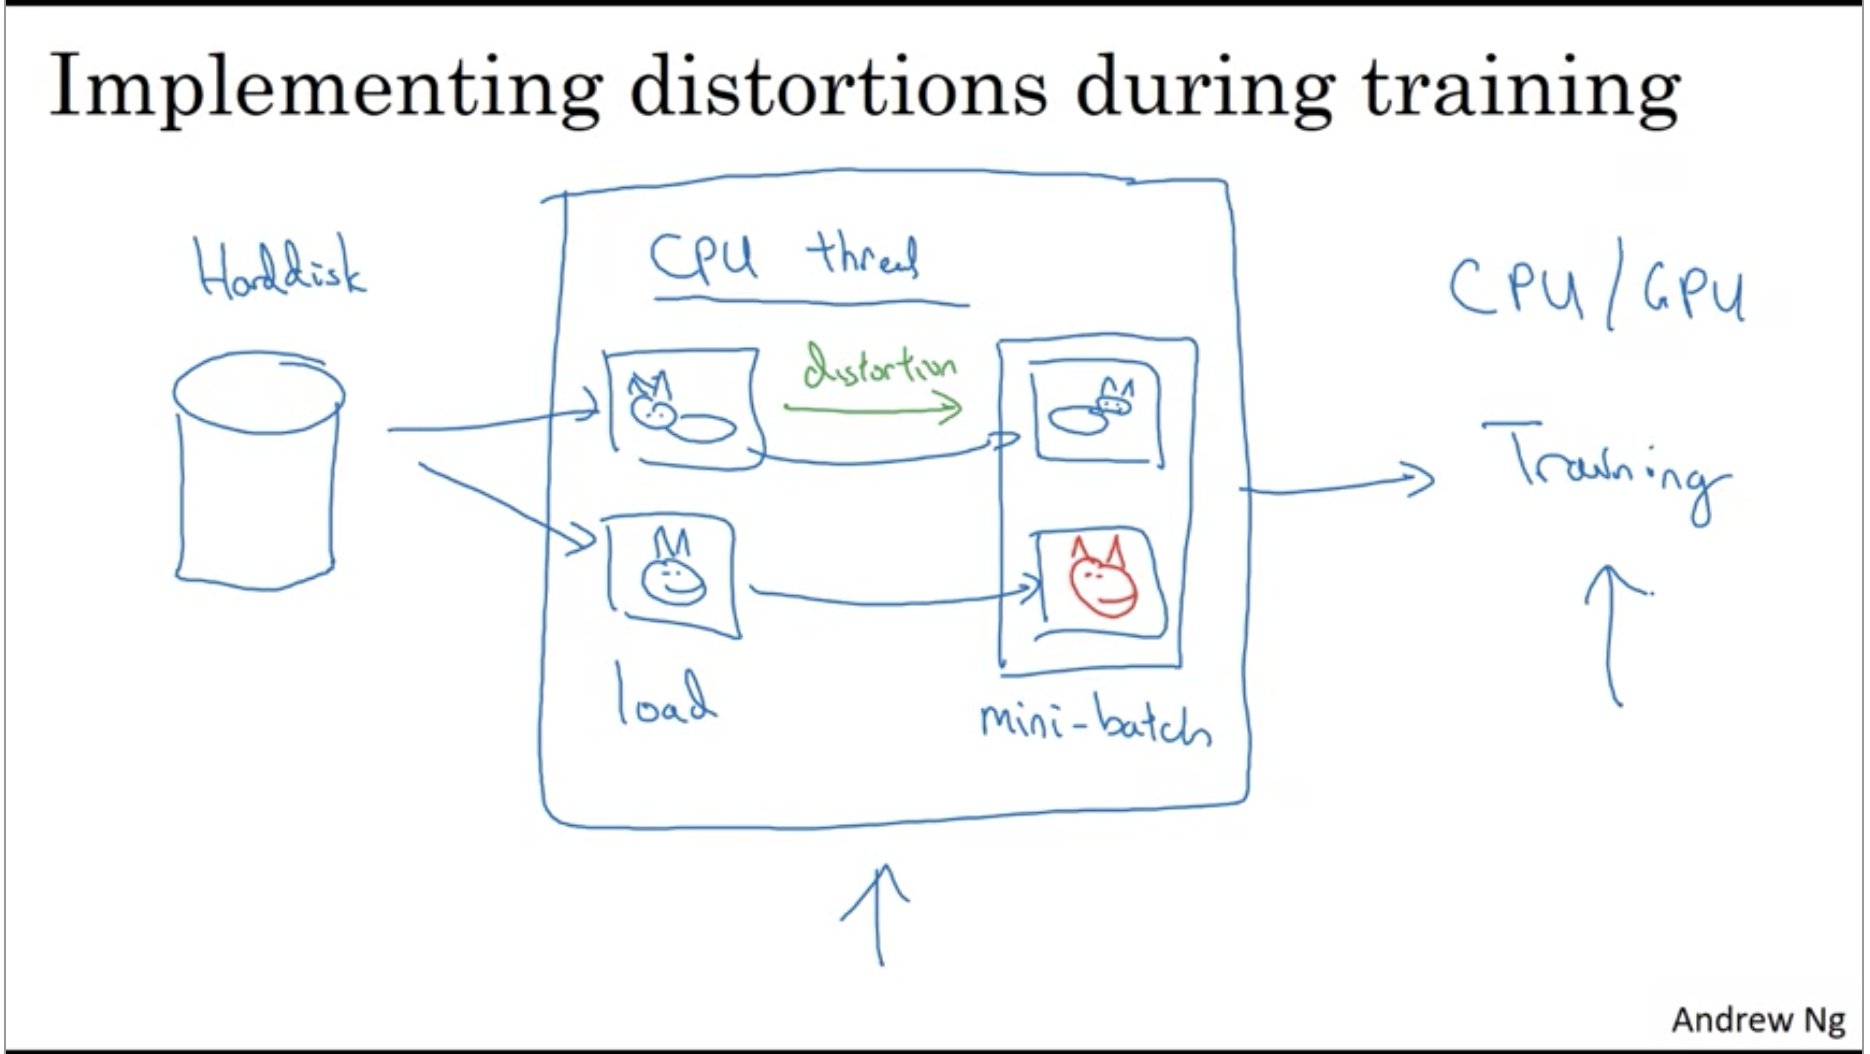 Implementing distortions during training
Harddisk
CPU thread
CPU/GPU
distortion
Training
load
mini-batch
Andrew Ng